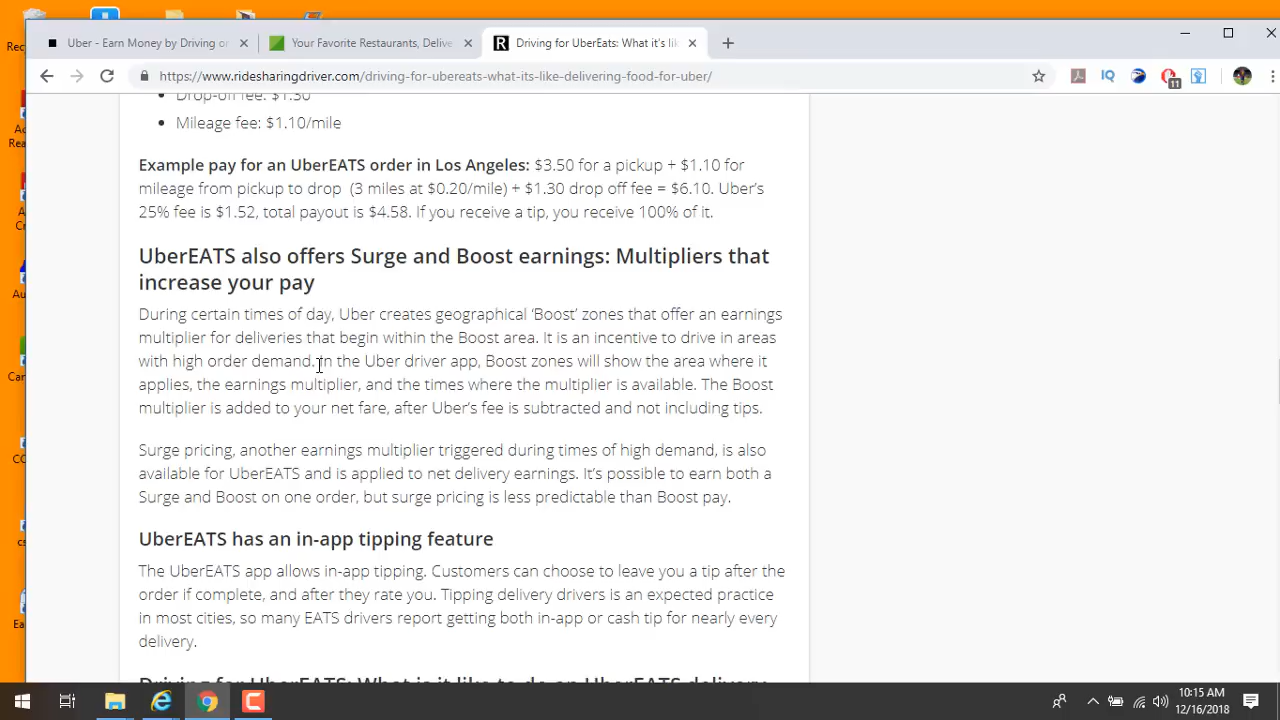 Uber - Earn Money by Driving or
Your Favorite Restaurants, Delive
Driving for UberEats: What it's lik
https://www.ridesharingdriver.com/driving-for-ubereats-what-its-like-delivering-food-for-uber/
11
Drop-off fee: $1.30
Mileage fee: $1.10/mile
Example pay for an UberEATS order in Los Angeles: $3.50 for a pickup + $1.10 for
mileage from pickup to drop (3 miles at $0.20/mile) + $1.30 drop off fee = $6.10. Uber's
25% fee is $1.52, total payout is $4.58. If you receive a tip, you receive 100% of it.
UberEATS also offers Surge and Boost earnings: Multipliers that
increase your pay
During certain times of day, Uber creates geographical 'Boost' zones that offer an earnings
multiplier for deliveries that begin within the Boost area. It is an incentive to drive in areas
with high order demand. In the Uber driver app, Boost zones will show the area where it
applies, the earnings multiplier, and the times where the multiplier is available. The Boost
multiplier is added to your net fare, after Uber's fee is subtracted and not including tips.
Surge pricing, another earnings multiplier triggered during times of high demand, is also
available for UberEATS and is applied to net delivery earnings. It's possible to earn both a
Surge and Boost on one order, but surge pricing is less predictable than Boost pay.
UberEATS has an in-app tipping feature
The UberEATS app allows in-app tipping. Customers can choose to leave you a tip after the
order if complete, and after they rate you. Tipping delivery drivers is an expected practice
in most cities, so many EATS drivers report getting both in-app or cash tip for nearly every
delivery.
Driving for UberEATS: What is it like to do an UberEATS delivery
10:15 AM
12/16/2018